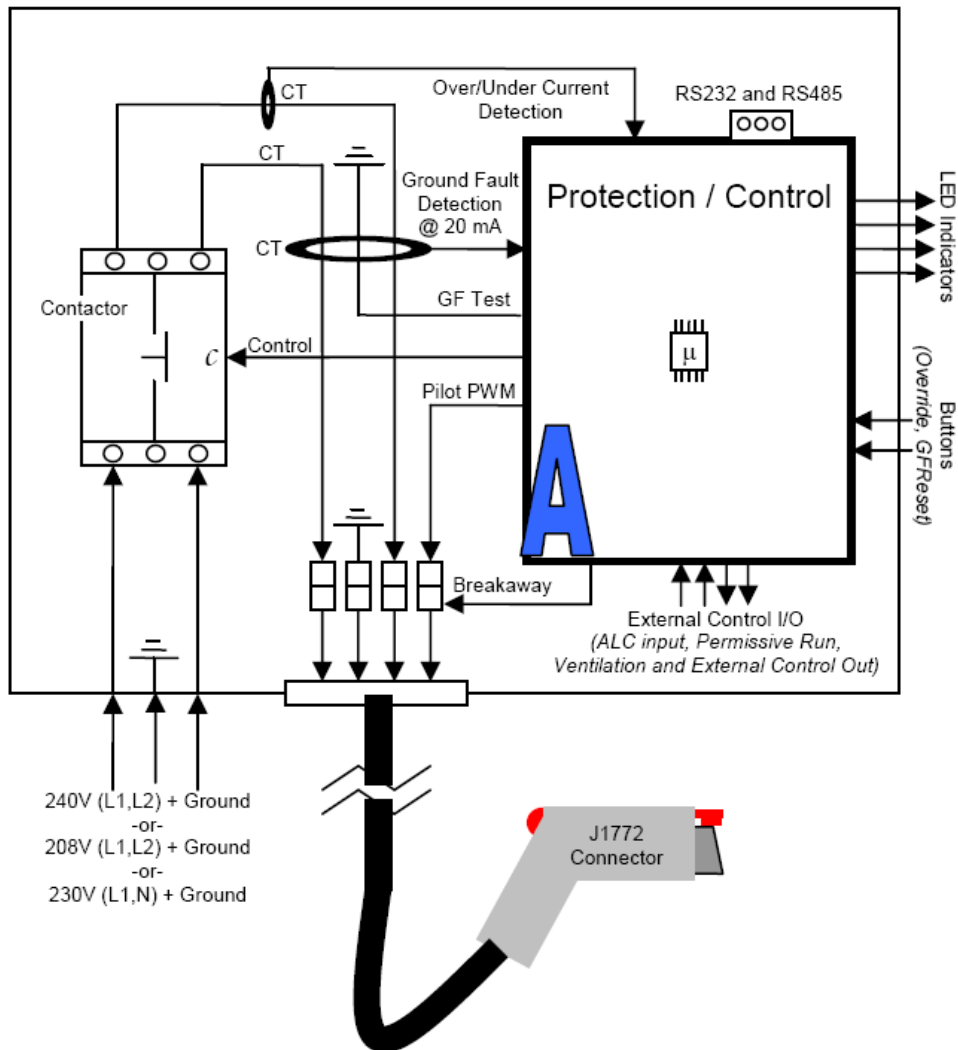 CT
Over/Under Current
Detection
RS232 and RS485
CT
Ground Fault
Detection
@ 20 mA
Protection / Control
LED Indicators
CT
Contactor
GF Test
μ
C
Control
Pilot PWM
Buttons
(Override, GFReset)
A
Breakaway
External Control I/O
(ALC input, Permissive Run,
Ventilation and External Control Out)
240V (L1,L2) + Ground
-or-
208V (L1,L2) + Ground
-or-
230V (L1,N) + Ground
J1772
Connector